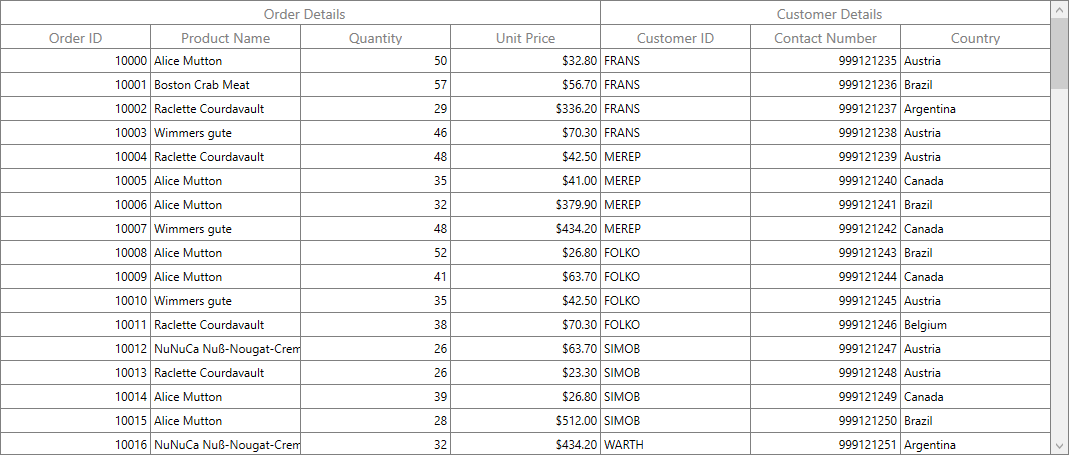 Order Details Customer Details
Order ID Product Name Quantity Unit Price Customer ID Contact Number Country
10000 Alice Mutton 50 $32.80 FRANS 999121235 Austria
10001 Boston Crab Meat 57 $56.70 FRANS 999121236 Brazil
10002 Raclette Courdavault 29 $336.20 FRANS 999121237 Argentina
10003 Wimmers gute 46 $70.30 FRANS 999121238 Austria
10004 Raclette Courdavault 48 $42.50 MEREP 999121239 Austria
10005 Alice Mutton 35 $41.00 MEREP 999121240 Canada
10006 Alice Mutton 32 $379.90 MEREP 999121241 Brazil
10007 Wimmers gute 48 $434.20 MEREP 999121242 Canada
10008 Alice Mutton 52 $26.80 FOLKO 999121243 Brazil
10009 Alice Mutton 41 $63.70 FOLKO 999121244 Canada
10010 Wimmers gute 35 $42.50 FOLKO 999121245 Austria
10011 Raclette Courdavault 38 $70.30 FOLKO 999121246 Belgium
10012 NuNuCa Nuß-Nougat-Crem 26 $63.70 SIMOB 999121247 Austria
10013 Raclette Courdavault 26 $23.30 SIMOB 999121248 Austria
10014 Alice Mutton 39 $26.80 SIMOB 999121249 Canada
10015 Alice Mutton 28 $512.00 SIMOB 999121250 Brazil
10016 NuNuCa Nuß-Nougat-Crem 32 $434.20 WARTH 999121251 Argentina